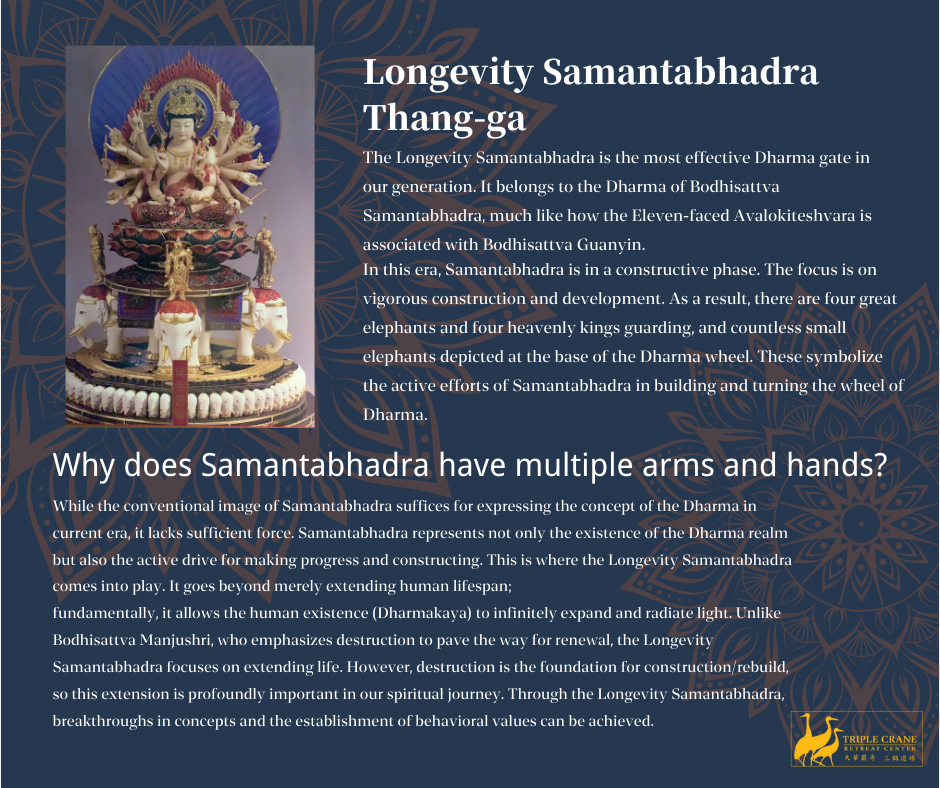 Longevity Samantabhadra
Thang-ga
The Longevity Samantabhadra is the most effective Dharma gate in
our generation. It belongs to the Dharma of Bodhisattva
Samantabhadra, much like how the Eleven-faced Avalokiteshvara is
associated with Bodhisattva Guanyin.
In this era, Samantabhadra is in a constructive phase. The focus is on
vigorous construction and development. As a result, there are four great
elephants and four heavenly kings guarding, and countless small
elephants depicted at the base of the Dharma wheel. These symbolize
the active efforts of Samantabhadra in building and turning the wheel of
Dharma.
Why does Samantabhadra have multiple arms and hands?
While the conventional image of Samantabhadra suffices for expressing the concept of the Dharma in
current era, it lacks sufficient force. Samantabhadra represents not only the existence of the Dharma realm
but also the active drive for making progress and constructing. This is where the Longevity Samantabhadra
comes into play. It goes beyond merely extending human lifespan;
fundamentally, it allows the human existence (Dharmakaya) to infinitely expand and radiate light. Unlike
Bodhisattva Manjushri, who emphasizes destruction to pave the way for renewal, the Longevity
Samantabhadra focuses on extending life. However, destruction is the foundation for construction/rebuild,
so this extension is profoundly important in our spiritual journey. Through the Longevity Samantabhadra,
breakthroughs in concepts and the establishment of behavioral values can be achieved.
TRIPLE CRANE
RETREAT CENTER
大華嚴寺 三鶴道場